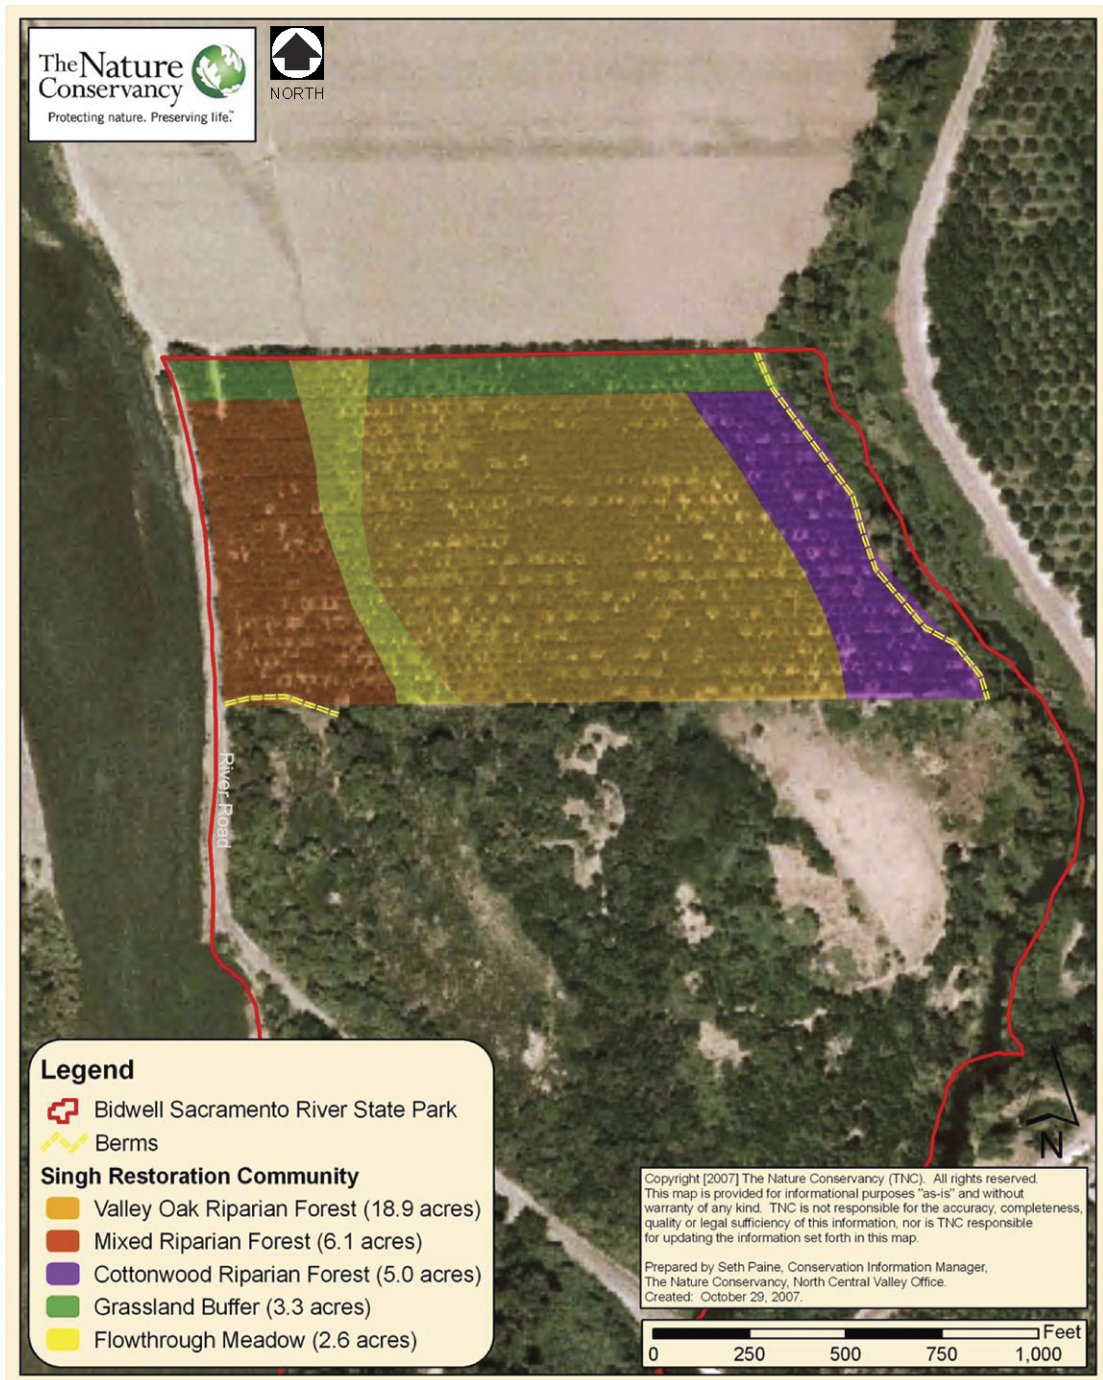 The Nature
Conservancy
Protecting nature. Preserving life.™
NORTH
River Road
Legend
Bidwell Sacramento River State Park
Berms
Singh Restoration Community
Valley Oak Riparian Forest (18.9 acres)
Mixed Riparian Forest (6.1 acres)
Cottonwood Riparian Forest (5.0 acres)
Grassland Buffer (3.3 acres)
Flowthrough Meadow (2.6 acres)
N
Copyright [2007] The Nature Conservancy (TNC). All rights reserved.
This map is provided for informational purposes "as-is" and without
warranty of any kind. TNC is not responsible for the accuracy, completeness,
quality or legal sufficiency of this information, nor is TNC responsible
for updating the information set forth in this map.
Prepared by Seth Paine, Conservation Information Manager,
The Nature Conservancy, North Central Valley Office.
Created: October 29, 2007.
Feet
0 250 500 750 1,000